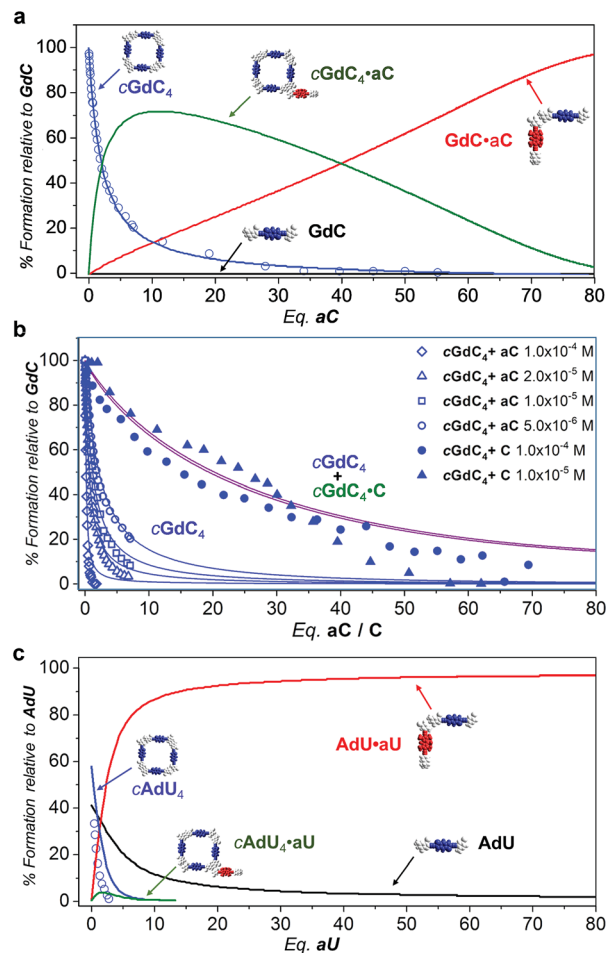 a
100
80
60
40
20
0
% Formation relative to GdC
cGdC₄
cGdC₄•aC
GdC•aC
GdC
0 10 20 30 40 50 60 70 80
Eq. aC
b
100
80
60
40
20
0
% Formation relative to GdC
cGdC₄+ aC 1.0x10⁻⁴ M
cGdC₄+ aC 2.0x10⁻⁵ M
cGdC₄+ aC 1.0x10⁻⁵ M
cGdC₄+ aC 5.0x10⁻⁶ M
cGdC₄+ C 1.0x10⁻⁴ M
cGdC₄+ C 1.0x10⁻⁵ M
cGdC₄
+
cGdC₄•C
cGdC₄
0 10 20 30 40 50 60 70 80
Eq. aC / C
c
100
80
60
40
20
0
% Formation relative to AdU
cAdU₄
AdU•aU
cAdU₄•aU
AdU
0 10 20 30 40 50 60 70 80
Eq. aU